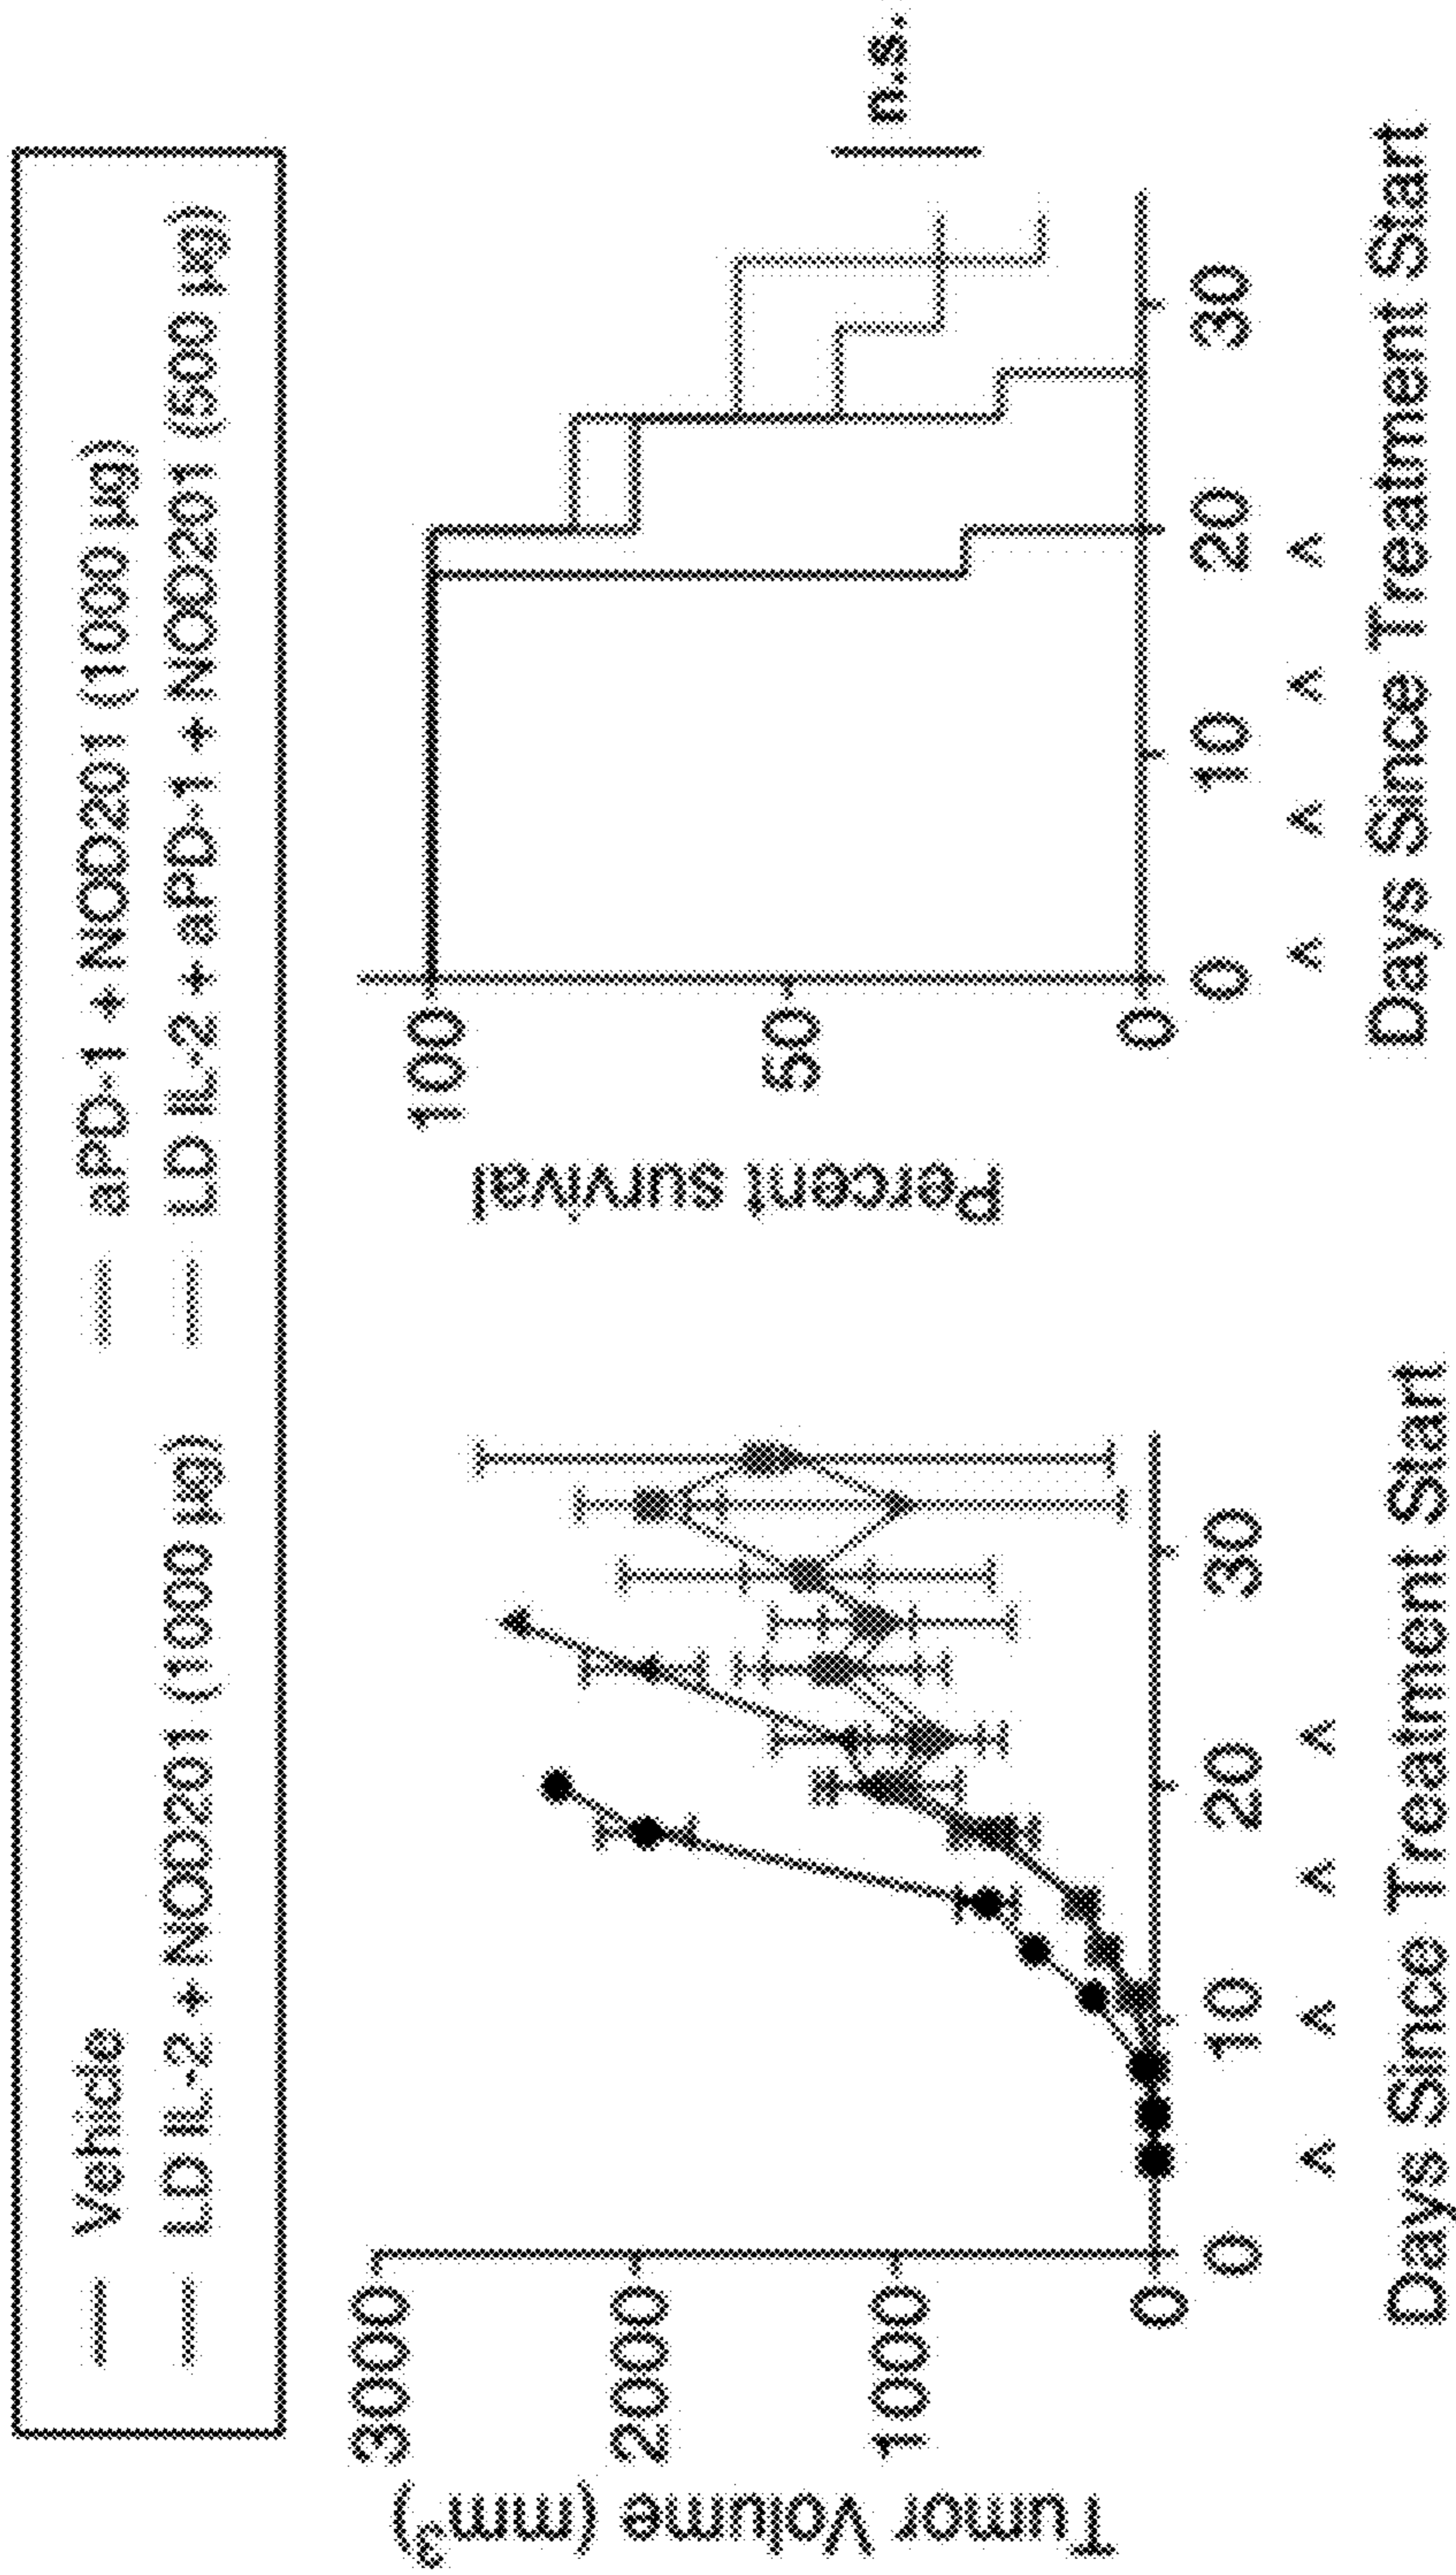 Vehicle
LD IL-2 + NOD201 (1000 µg)
aPD-1 + NOD201 (1000 µg)
LD IL-2 + aPD-1 + NOD201 (500 µg)
Tumor Volume (mm³)
3000
2000
1000
0
0 10 20 30
^ ^ ^ ^
Days Since Treatment Start
Percent survival
100
50
0
0 10 20 30
^ ^ ^ ^
Days Since Treatment Start
n.s.